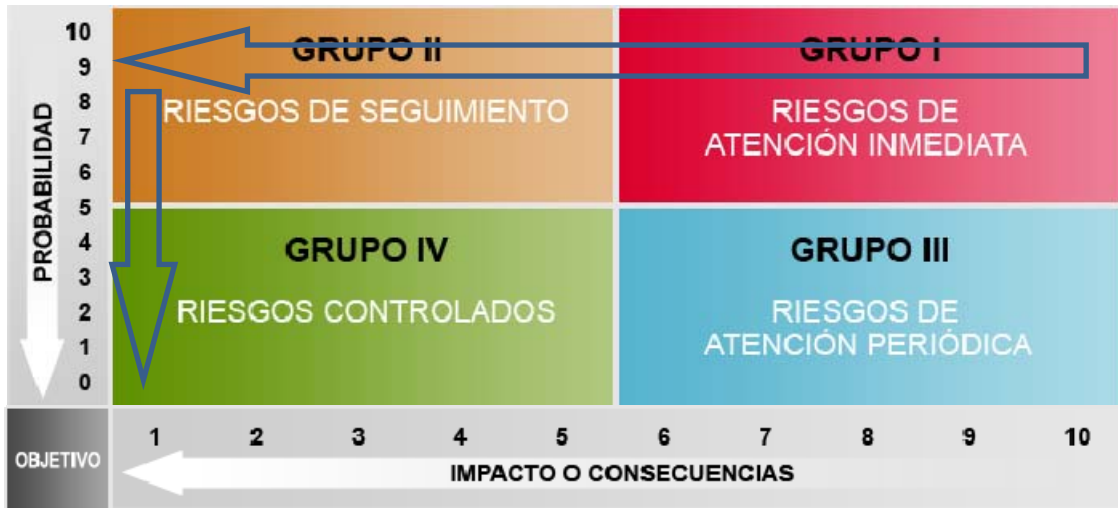 PROBABILIDAD
10
9
8
7
6
5
4
3
2
1
0
GRUPO II
RIESGOS DE SEGUIMIENTO
GRUPO I
RIESGOS DE
ATENCIÓN INMEDIATA
GRUPO IV
RIESGOS CONTROLADOS
GRUPO III
RIESGOS DE
ATENCIÓN PERIÓDICA
OBJETIVO
1 2 3 4 5 6 7 8 9 10
IMPACTO O CONSECUENCIAS